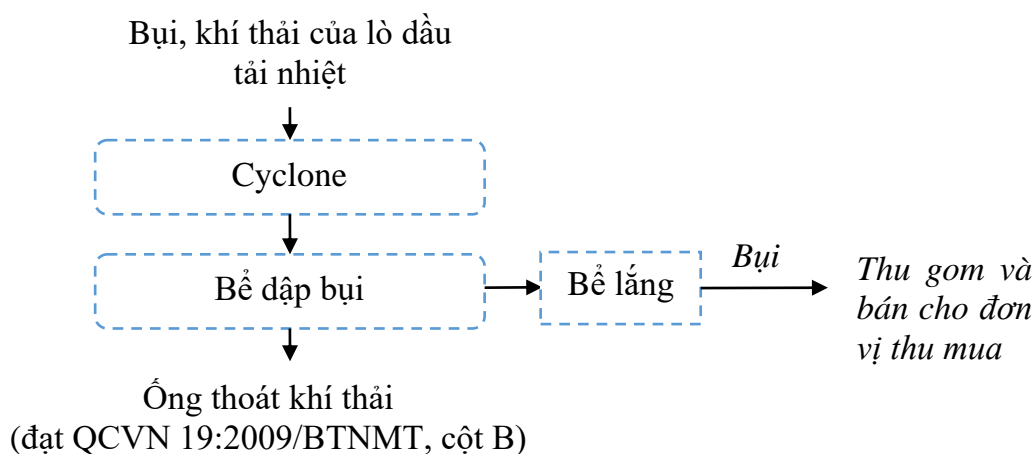 Bụi, khí thải của lò dầu
tải nhiệt
Cyclone
Bể dập bụi
Bể lắng
Bụi
Thu gom và
bán cho đơn
vị thu mua
Ống thoát khí thải
(đạt QCVN 19:2009/BTNMT, cột B)